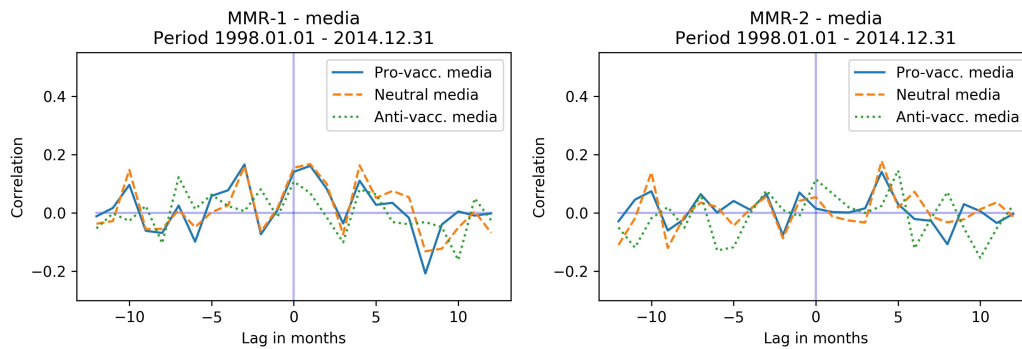 MMR-1 - media
Period 1998.01.01 - 2014.12.31
Pro-vacc. media
Neutral media
Anti-vacc. media
0.4
0.2
0.0
−0.2
Correlation
−10
−5
0
5
10
Lag in months
MMR-2 - media
Period 1998.01.01 - 2014.12.31
Pro-vacc. media
Neutral media
Anti-vacc. media
0.4
0.2
0.0
−0.2
Correlation
−10
−5
0
5
10
Lag in months